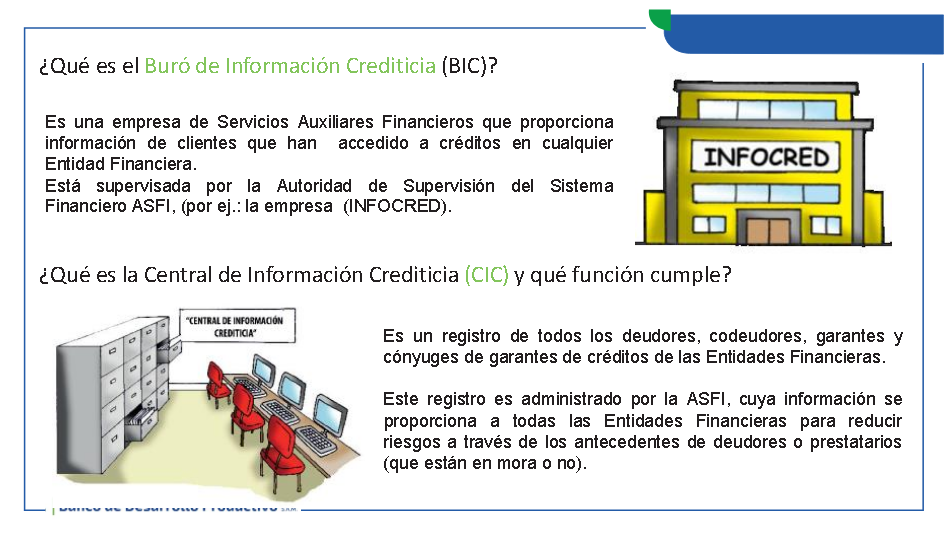 ¿Qué es el Buró de Información Crediticia (BIC)?
Es una empresa de Servicios Auxiliares Financieros que proporciona
información de clientes que han accedido a créditos en cualquier
Entidad Financiera.
Está supervisada por la Autoridad de Supervisión del Sistema
Financiero ASFI, (por ej.: la empresa (INFOCRED).
INFOCRED
¿Qué es la Central de Información Crediticia (CIC) y qué función cumple?
"CENTRAL DE INFORMACIÓN
CREDITICIA"
Es un registro de todos los deudores, codeudores, garantes y
cónyuges de garantes de créditos de las Entidades Financieras.
Este registro es administrado por la ASFI, cuya información se
proporciona a todas las Entidades Financieras para reducir
riesgos a través de los antecedentes de deudores o prestatarios
(que están en mora o no).
Banco de Desarrollo Productivo